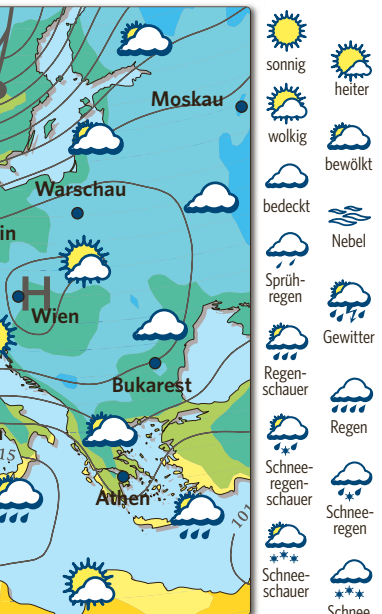 Moskau
Warschau
in
H
Wien
Bukarest
15
Athen
101
sonnig
heiter
wolkig
bewölkt
bedeckt
Nebel
Sprüh-
regen
Gewitter
Regen-
schauer
Regen
Schnee-
regen-
schauer
Schnee-
regen
Schnee-
schauer
Schnee